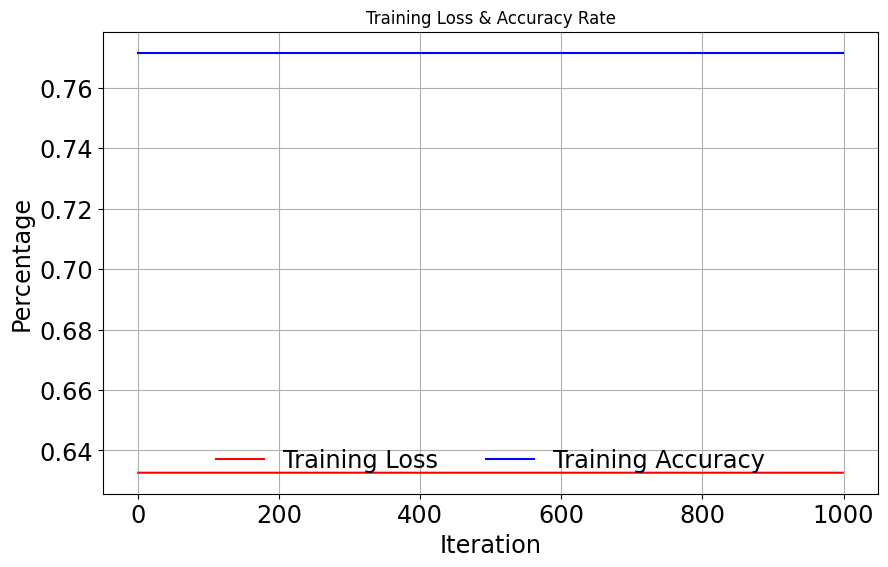 Training Loss & Accuracy Rate
Percentage
0.76
0.74
0.72
0.70
0.68
0.66
0.64
Training Loss Training Accuracy
0 200 400 600 800 1000
Iteration